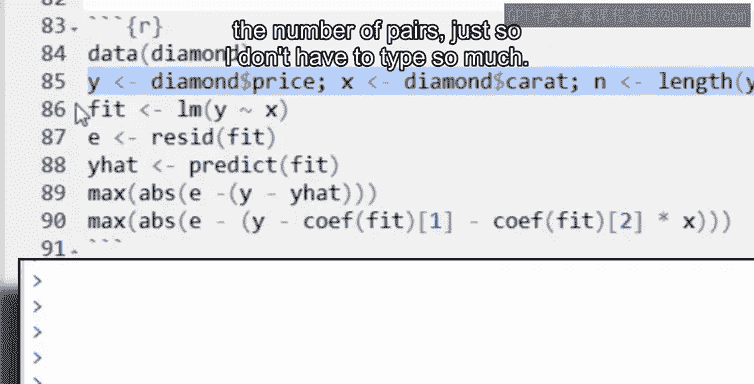 the number of pairs, just so
I don't have to type so much.
83 ```{r}
84 data(diamond)
85 y <- diamond$price; x <- diamond$carat; n <- length(y
86 fit <- lm(y ~ x)
87 e <- resid(fit)
88 yhat <- predict(fit)
89 max(abs(e -(y - yhat)))
90 max(abs(e - (y - coef(fit)[1] - coef(fit)[2] * x)))
91 ```
>
>
>
>
>